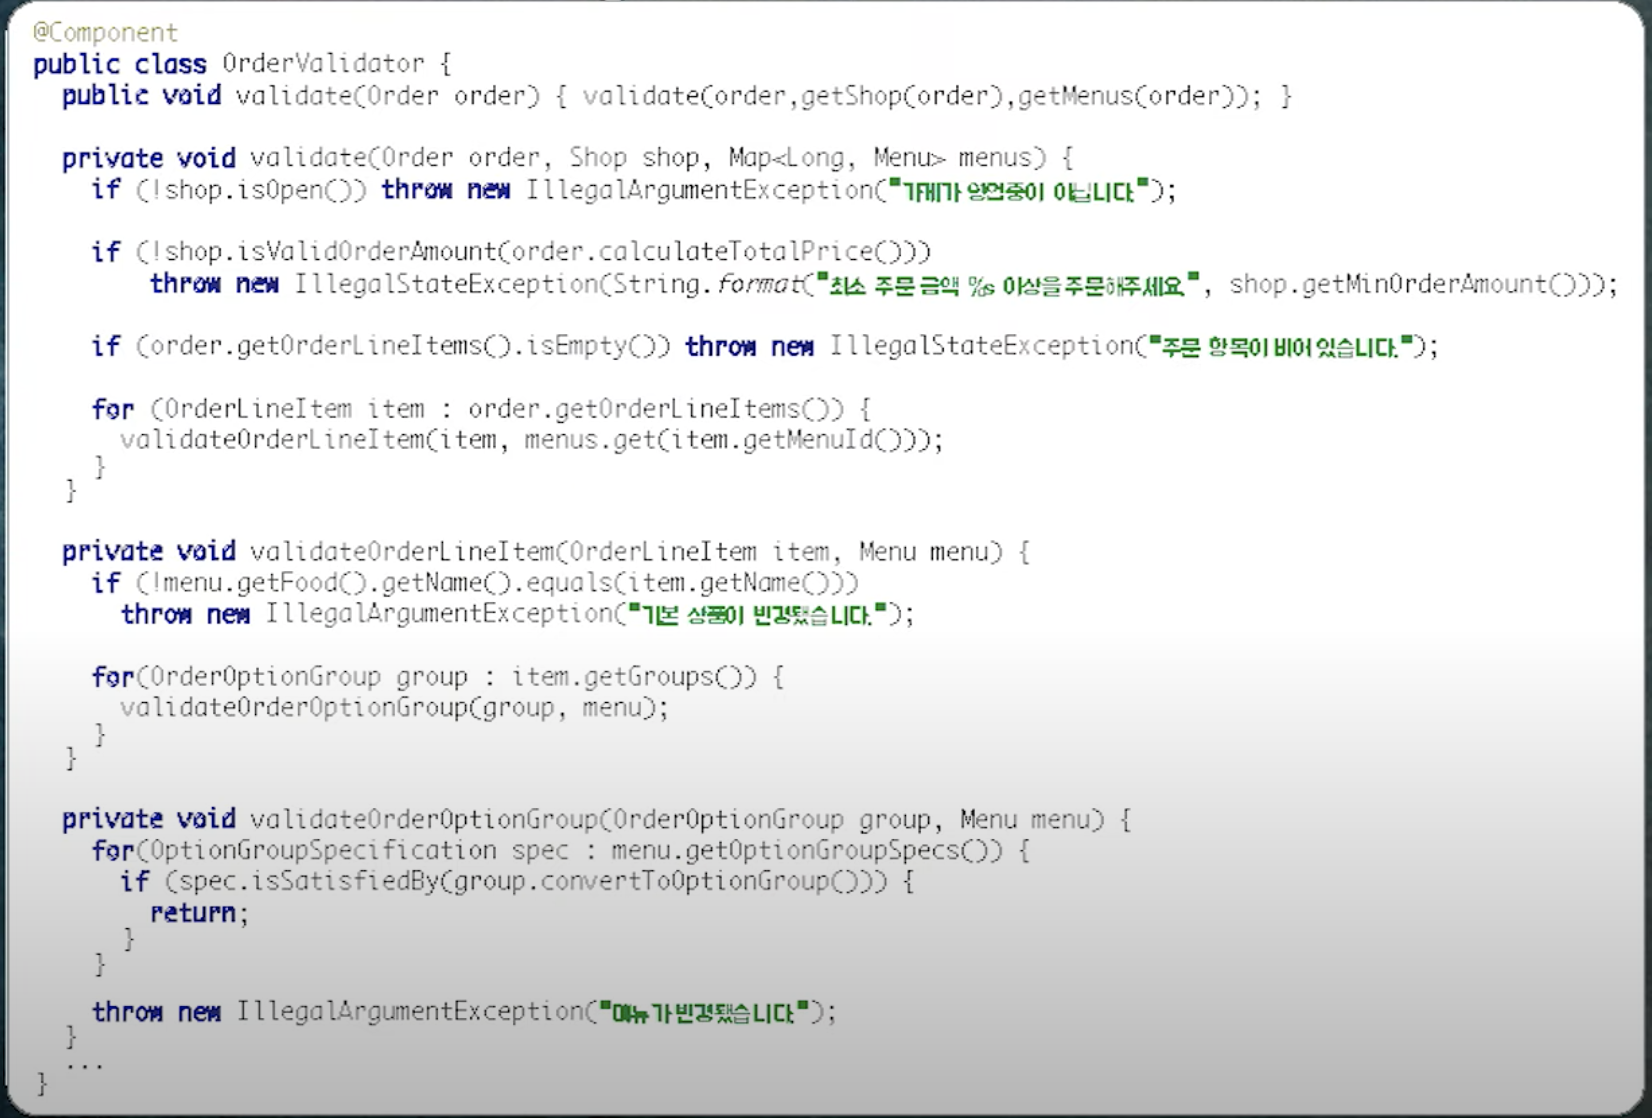 @Component
public class OrderValidator {
public void validate(Order order) { validate(order,getShop(order),getMenus(order)); }
private void validate(Order order, Shop shop, Map<Long, Menu> menus) {
if (!shop.isOpen()) throw new IllegalArgumentException("가게가 영업중이 아닙니다.");
if (!shop.isValidOrderAmount(order.calculateTotalPrice()))
throw new IllegalStateException(String.format("최소 주문 금액 %s 이상을 주문해주세요.", shop.getMinOrderAmount()));
if (order.getOrderLineItems().isEmpty()) throw new IllegalStateException("주문 항목이 비어 있습니다.");
for (OrderLineItem item : order.getOrderLineItems()) {
validateOrderLineItem(item, menus.get(item.getMenuId()));
}
}
private void validateOrderLineItem(OrderLineItem item, Menu menu) {
if (!menu.getFood().getName().equals(item.getName()))
throw new IllegalArgumentException("기본 상품이 변경됐습니다.");
for(OrderOptionGroup group : item.getGroups()) {
validateOrderOptionGroup(group, menu);
}
}
private void validateOrderOptionGroup(OrderOptionGroup group, Menu menu) {
for(OptionGroupSpecification spec : menu.getOptionGroupSpecs()) {
if (spec.isSatisfiedBy(group.convertToOptionGroup())) {
return;
}
}
throw new IllegalArgumentException("메뉴가 변경됐습니다.");
}
...
}